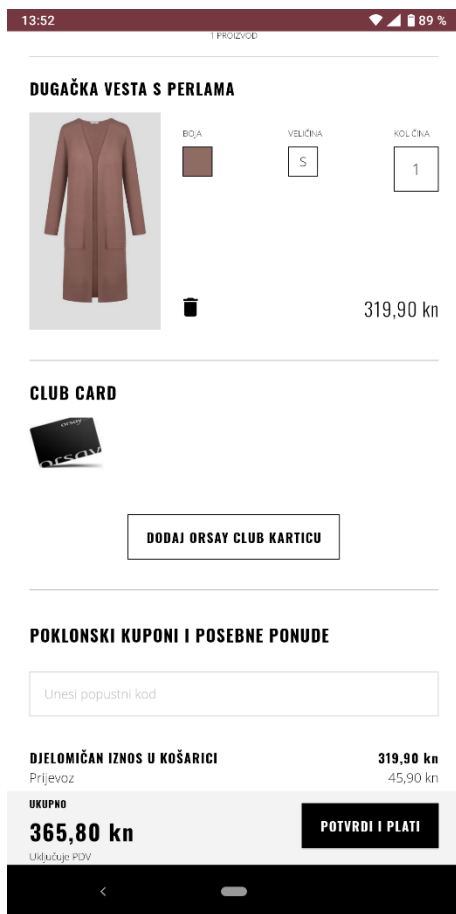 13:52
89 %
1 PROIZVOD
DUGAČKA VESTA S PERLAMA
BOJA
VELIČINA
KOLIČINA
S
1
319,90 kn
CLUB CARD
orsay
orsay
DODAJ ORSAY CLUB KARTICU
POKLONSKI KUPONI I POSEBNE PONUDE
Unesi popustni kod
DJELOMIČAN IZNOS U KOŠARICI 319,90 kn
Prijevoz 45,90 kn
UKUPNO
365,80 kn
Uključuje PDV
POTVRDI I PLATI